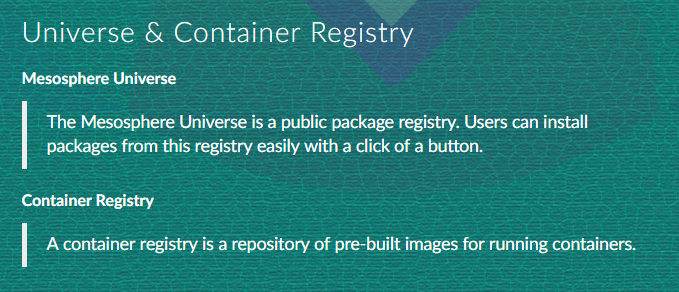 Universe & Container Registry
Mesosphere Universe
The Mesosphere Universe is a public package registry. Users can install
packages from this registry easily with a click of a button.
Container Registry
A container registry is a repository of pre-built images for running containers.